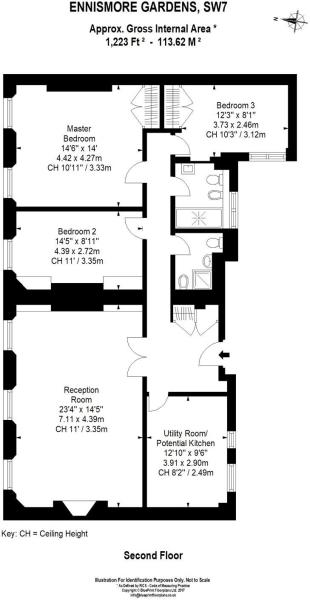 ENNISMORE GARDENS, SW7
Approx. Gross Internal Area *
1,223 Ft ² - 113.62 M ²
Master
Bedroom
14'6" x 14'
4.42 x 4.27m
CH 10'11" / 3.33m
Bedroom 3
12'3" x 8'1"
3.73 x 2.46m
CH 10'3" / 3.12m
Bedroom 2
14'5" x 8'11"
4.39 x 2.72m
CH 11' / 3.35m
Reception
Room
23'4" x 14'5"
7.11 x 4.39m
CH 11' / 3.35m
Utility Room/
Potential Kitchen
12'10" x 9'6"
3.91 x 2.90m
CH 8'2" / 2.49m
Key: CH = Ceiling Height
Second Floor
Illustration For Identification Purposes Only. Not to Scale
* As Defined by RICS - Code of Measuring Practice
Copyright © BluePrint Floorplans Ltd. 2017
info@blueprintfloorplans.co.uk